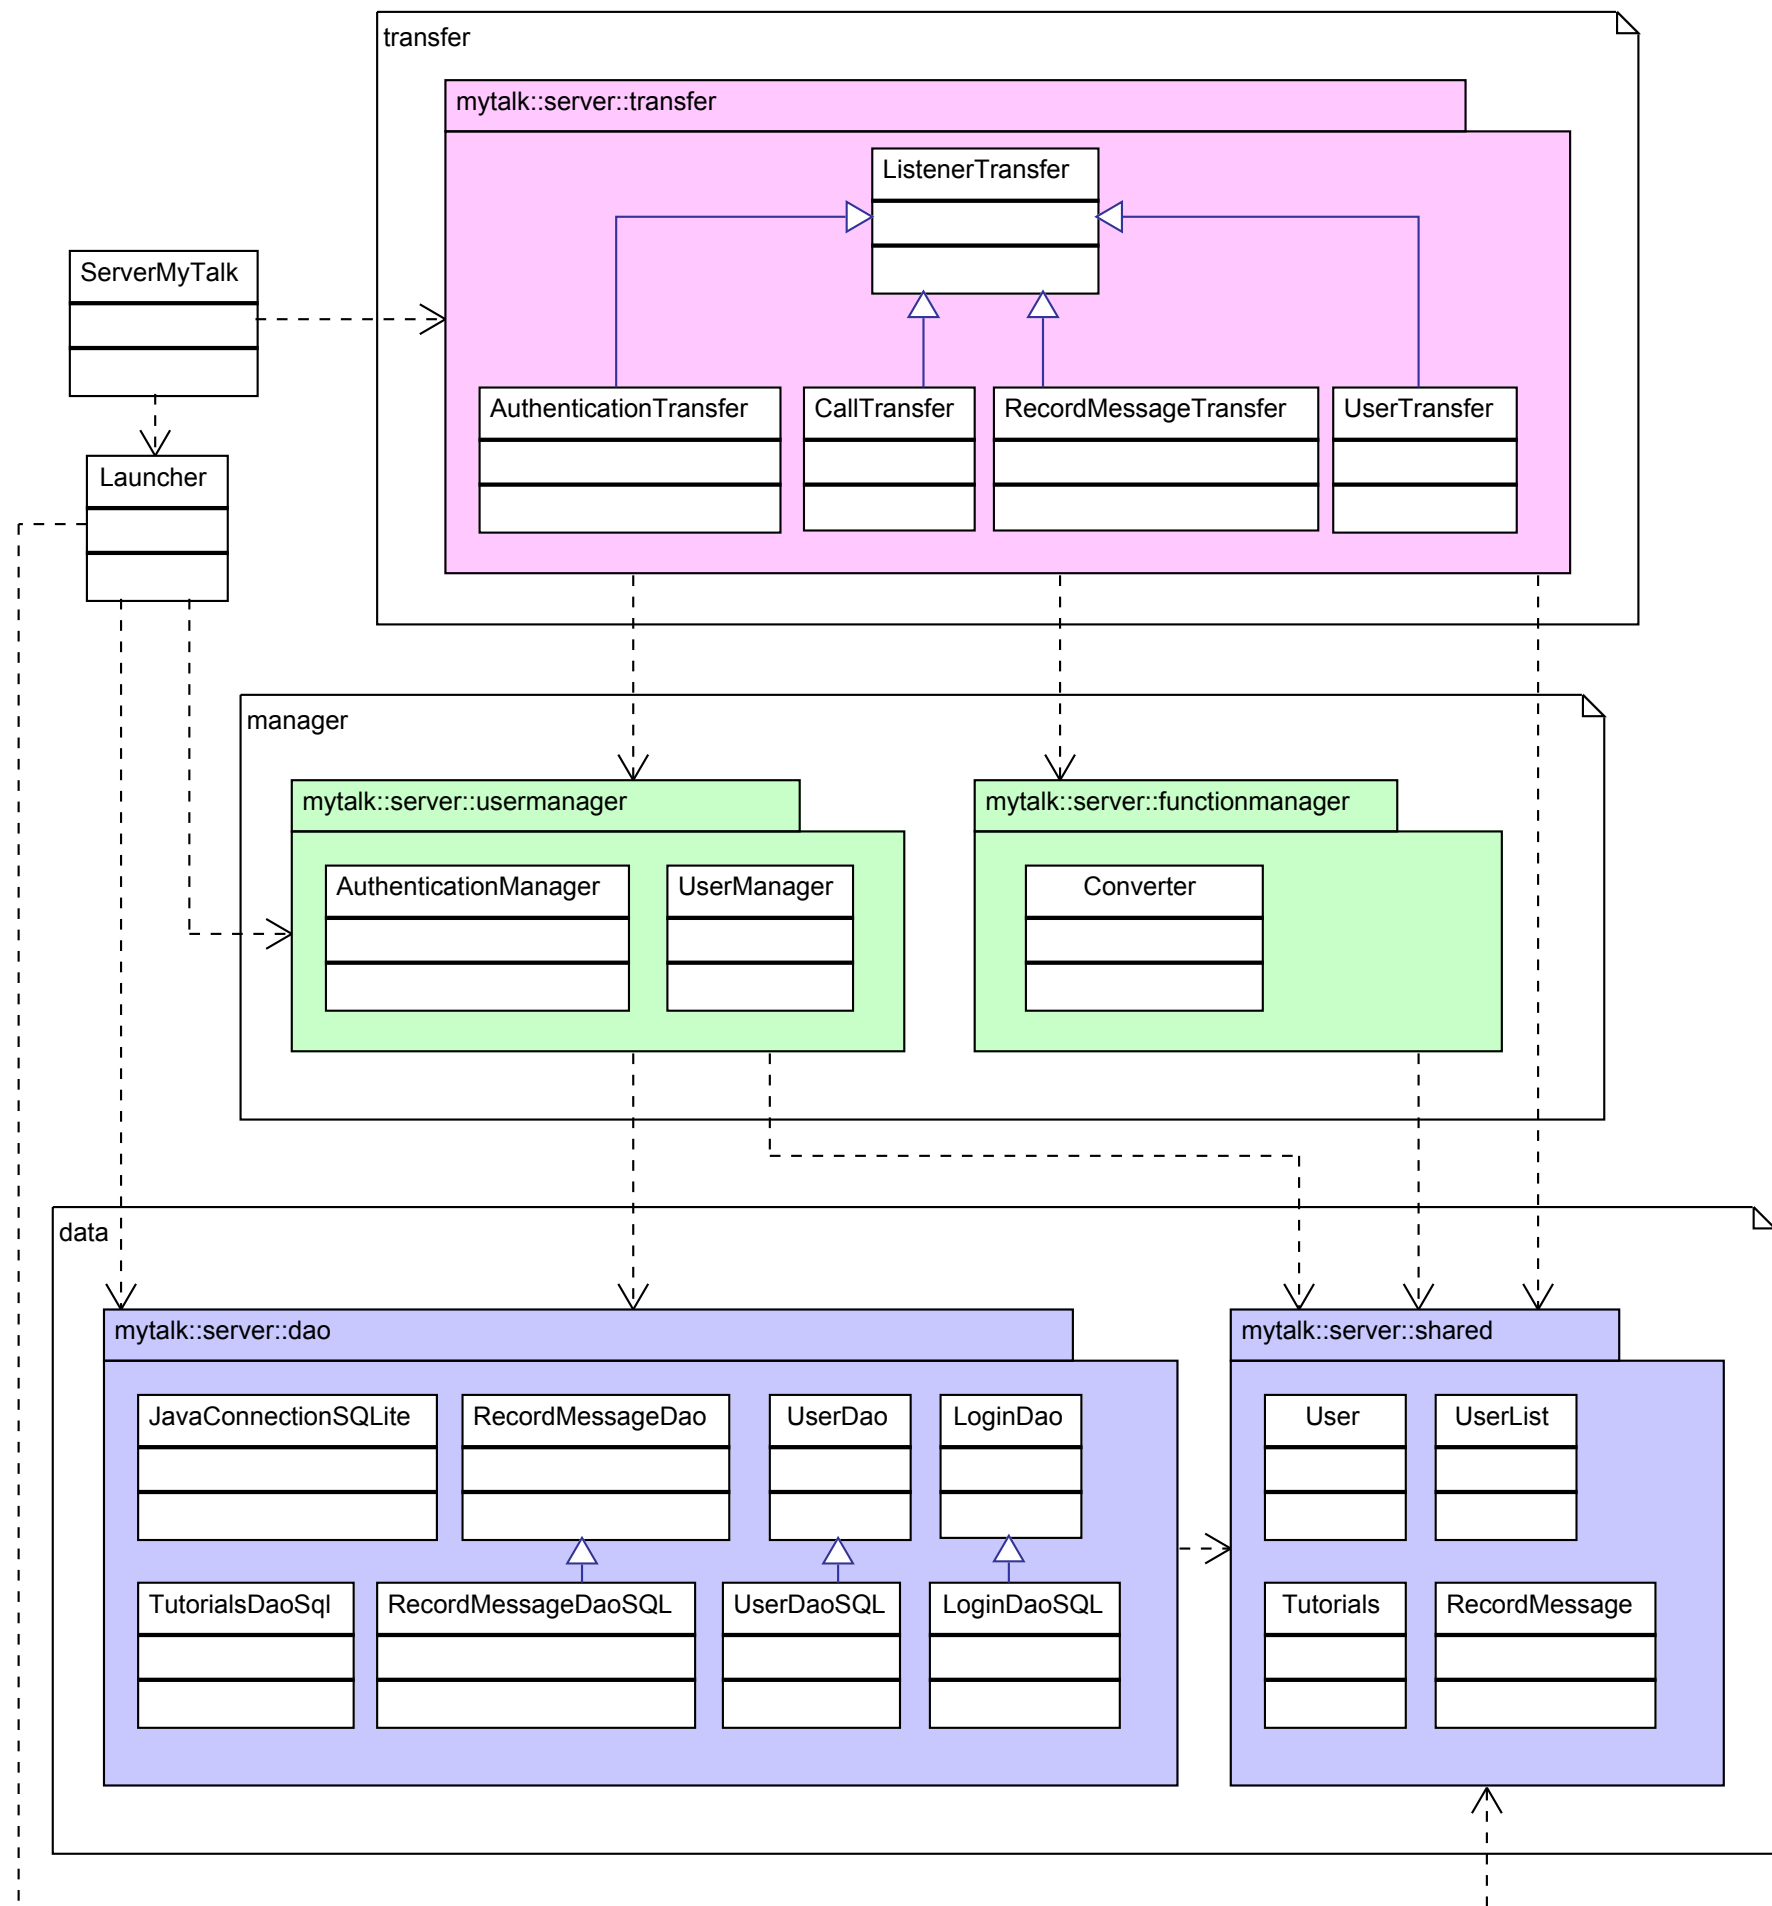 transfer
mytalk::server::transfer
ListenerTransfer
ServerMyTalk
AuthenticationTransfer
CallTransfer
RecordMessageTransfer
UserTransfer
Launcher
manager
mytalk::server::usermanager
mytalk::server::functionmanager
AuthenticationManager
UserManager
Converter
data
mytalk::server::dao
mytalk::server::shared
JavaConnectionSQLite
RecordMessageDao
UserDao
LoginDao
User
UserList
TutorialsDaoSql
RecordMessageDaoSQL
UserDaoSQL
LoginDaoSQL
Tutorials
RecordMessage